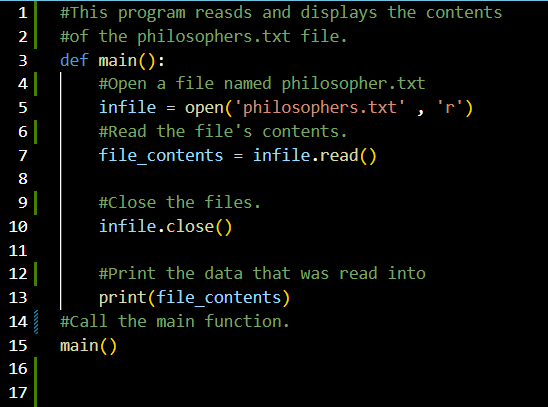 1 #This program reasds and displays the contents
2 #of the philosophers.txt file.
3 def main():
4     #Open a file named philosopher.txt
5     infile = open('philosophers.txt' , 'r')
6     #Read the file's contents.
7     file_contents = infile.read()
8
9     #Close the files.
10     infile.close()
11
12     #Print the data that was read into
13     print(file_contents)
14 #Call the main function.
15 main()
16
17